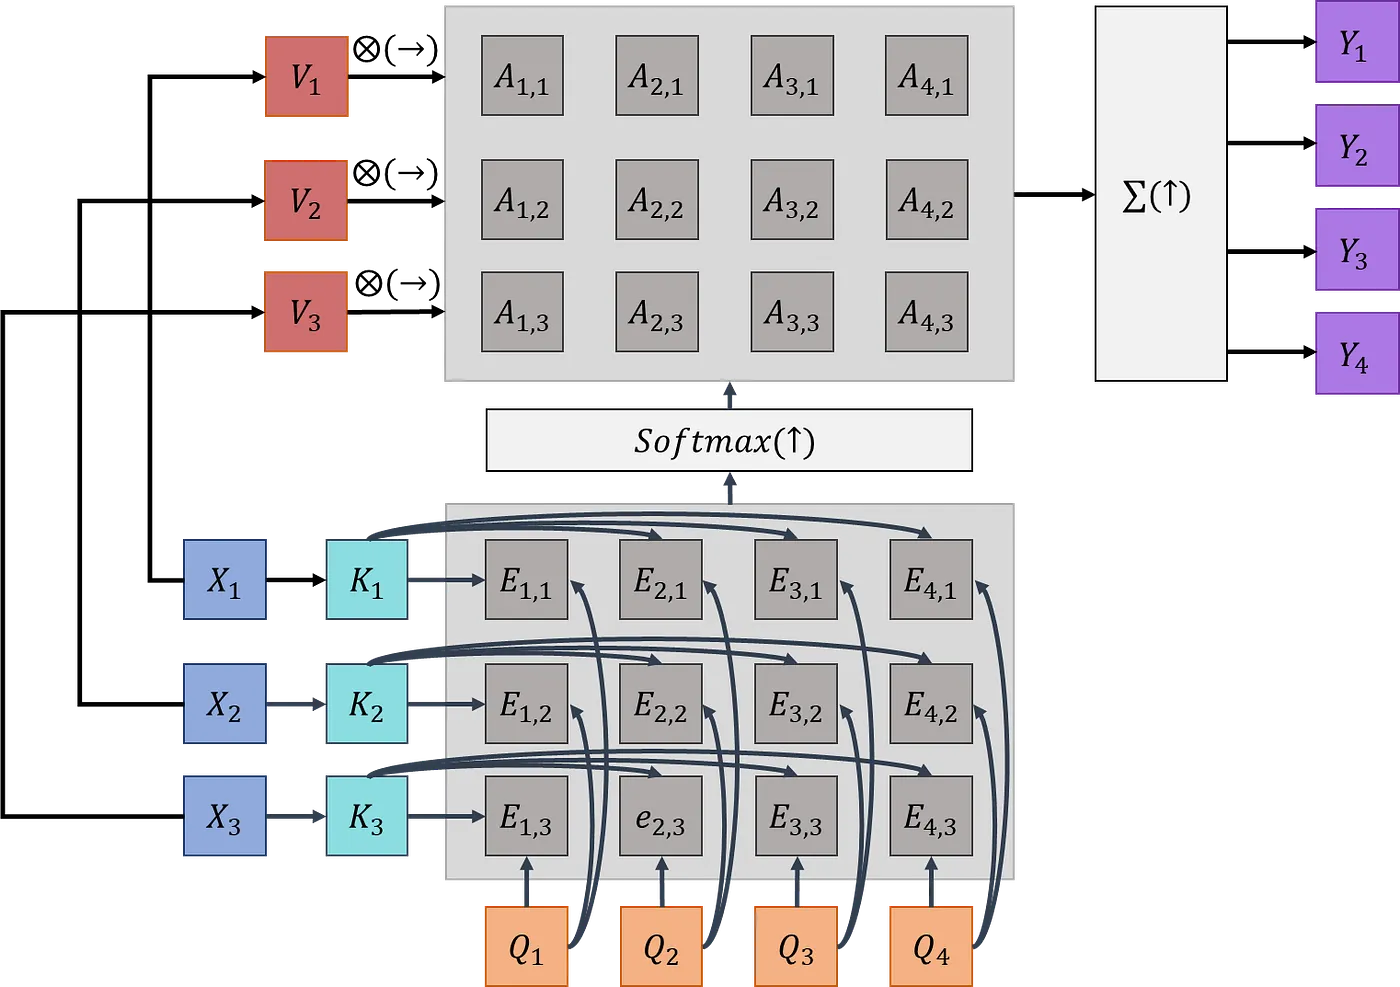 V₁ ⊗(→) A₁,₁ A₂,₁ A₃,₁ A₄,₁
V₂ ⊗(→) A₁,₂ A₂,₂ A₃,₂ A₄,₂
V₃ ⊗(→) A₁,₃ A₂,₃ A₃,₃ A₄,₃
∑(↑)
Y₁
Y₂
Y₃
Y₄
Softmax(↑)
X₁ K₁ E₁,₁ E₂,₁ E₃,₁ E₄,₁
X₂ K₂ E₁,₂ E₂,₂ E₃,₂ E₄,₂
X₃ K₃ E₁,₃ e₂,₃ E₃,₃ E₄,₃
Q₁ Q₂ Q₃ Q₄